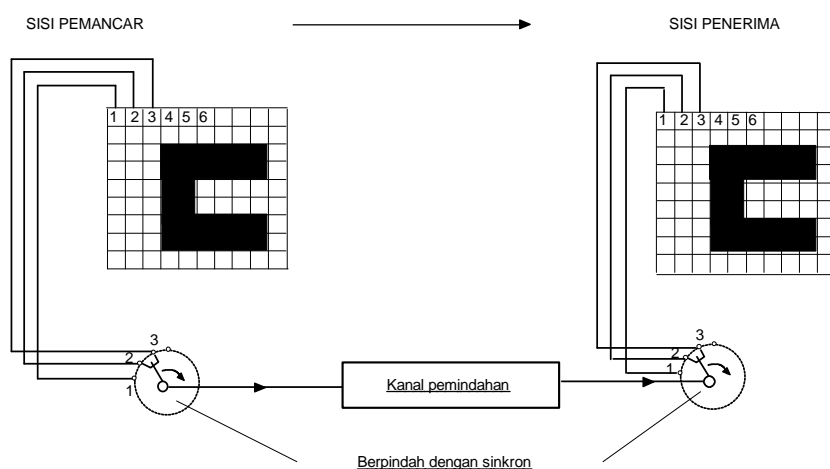 SISI PEMANCAR
SISI PENERIMA
1 2 3 4 5 6
1 2 3 4 5 6
3
2
1
3
2
1
Kanal pemindahan
Berpindah dengan sinkron